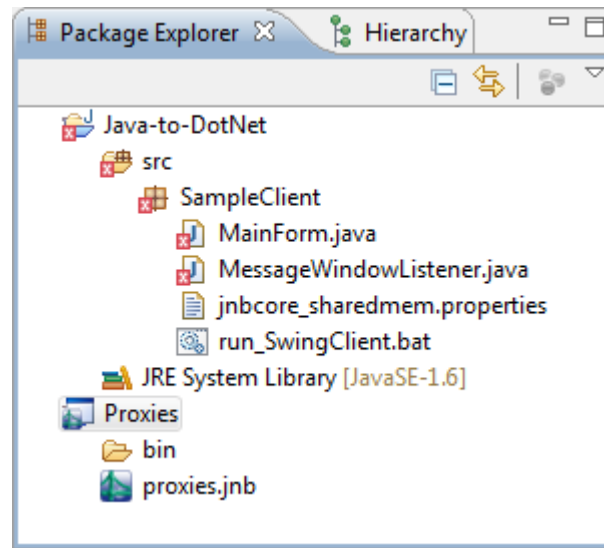 Package Explorer Hierarchy
Java-to-DotNet
src
SampleClient
MainForm.java
MessageWindowListener.java
jnbcore_sharedmem.properties
run_SwingClient.bat
JRE System Library [JavaSE-1.6]
Proxies
bin
proxies.jnb